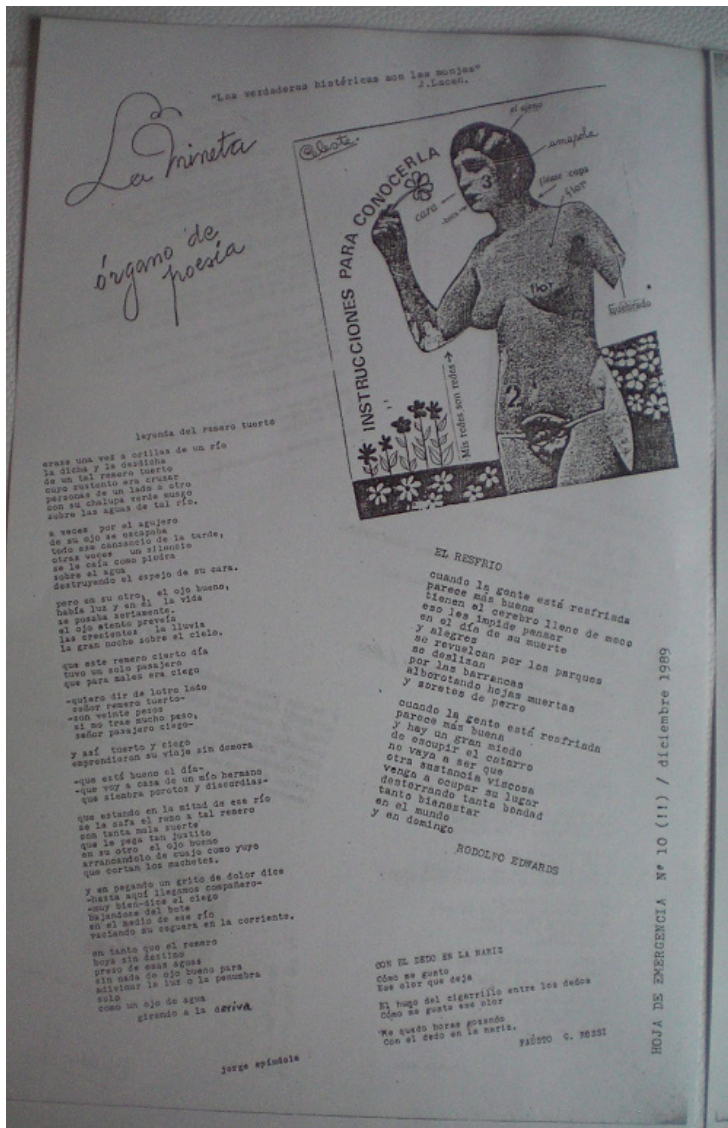 "Las verdaderas histéricas son las monjas"
J.Lacan.
La Mineta
órgano de
poesía
Celeste.
INSTRUCCIONES PARA CONOCERLA
el ajeno
amapola
cara
3
flor
flor
quebrado
Mis redes son redes
2
leyenda del remero tuerto
erase una vez a orillas de un río
la dicha y la desdicha
de un tal remero tuerto
cuyo sustento era cruzar
personas de un lado a otro
con su chalupa verde musgo
sobre las aguas de tal río.
a veces por el agujero
de su ojo se escapaba
todo ese cansancio de la tarde,
otras veces un silencio
se le caía como piedra
sobre el agua
destruyendo el espejo de su cara.
pero en su otro, el ojo bueno,
había luz y en él la vida
se posaba seriamente.
el ojo atento preveía
las crecientes la lluvia
la gran noche sobre el cielo.
que este remero cierto día
tuvo un solo pasajero
que para males era ciego
-quiero dir de lotro lado
señor remero tuerto-
-son veinte pesos
si no trae mucho peso,
señor pasajero ciego-
y así tuerto y ciego
emprendieron su viaje sin demora
-que está bueno el día-
-que voy a casa de un mío hermano
que siembra porotos y discordias-
que estando en la mitad de ese río
se le zafa el remo a tal remero
con tanta mala suerte
que le pega tan justito
en su otro el ojo bueno
arrancandolo de cuajo como yuyo
que cortan los machetes.
y en pegando un grito de dolor dice
-hasta aquí llegamos compañero-
-muy bien-dice el ciego
bajandose del bote
en el medio de ese río
vaciando su ceguera en la corriente.
en tanto que el remero
boya sin destino
preso de esas aguas
sin nada de ojo bueno para
adivinar la luz o la penumbra
solo
como un ojo de agua
girando a la deriva
jorge spíndola
EL RESFRIO
cuando la gente está resfriada
parece más buena
tienen el cerebro lleno de moco
eso les impide pensar
en el día de su muerte
y alegres
se revuelcan por los parques
se deslizan
por las barrancas
alborotando hojas muertas
y soretes de perro
cuando la gente está resfriada
parece más buena
y hay un gran miedo
de escupir el catarro
no vaya a ser que
otra sustancia viscosa
venga a ocupar su lugar
desterrando tanta bondad
tanto bienestar
en el mundo
y en domingo
RODOLFO EDWARDS
CON EL DEDO EN LA NARIZ
Cómo me gusta
Ese olor que deja
El humo del cigarrillo entre los dedos
Cómo me gusta ese olor
Me quedo horas gozando
Con el dedo en la nariz.
FAUSTO C. ROSSI
HOJA DE EMERGENCIA Nº 10 (!!) / diciembre 1989